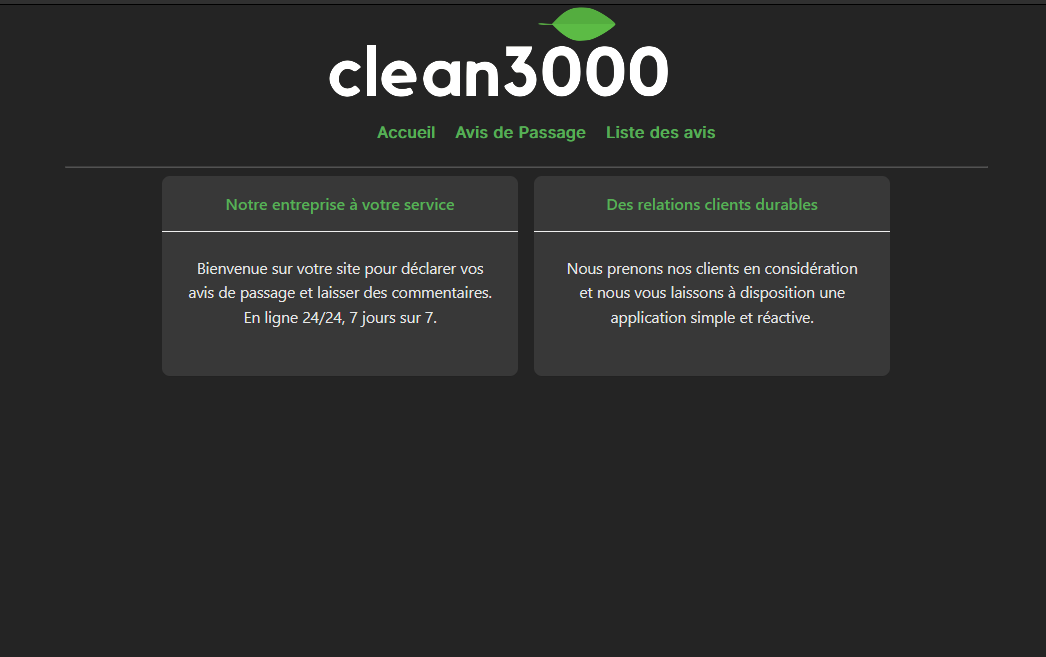 clean3000
Accueil Avis de Passage Liste des avis
Notre entreprise à votre service
Bienvenue sur votre site pour déclarer vos
avis de passage et laisser des commentaires.
En ligne 24/24, 7 jours sur 7.
Des relations clients durables
Nous prenons nos clients en considération
et nous vous laissons à disposition une
application simple et réactive.